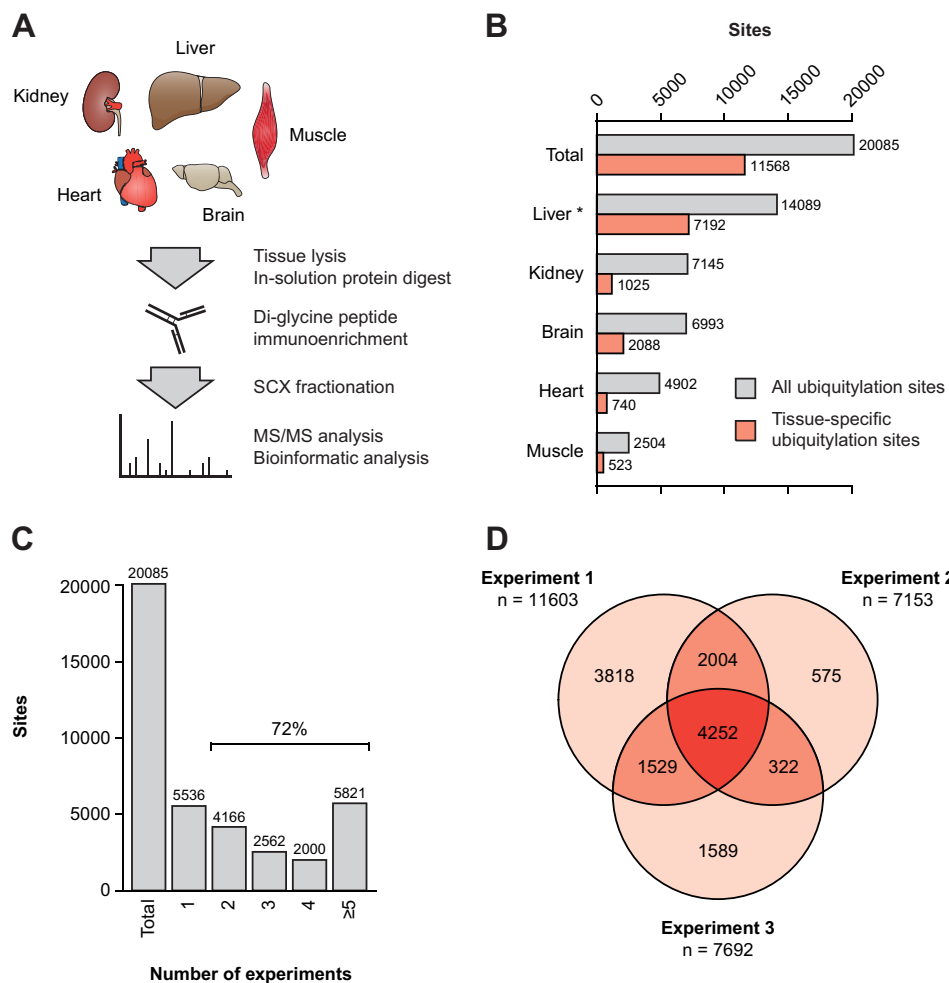 A
Liver
Kidney
Muscle
Heart
Brain
Tissue lysis
In-solution protein digest
Di-glycine peptide
immunoenrichment
SCX fractionation
MS/MS analysis
Bioinformatic analysis
B
Sites
0 5000 10000 15000 20000
Total 20085
11568
Liver * 14089
7192
Kidney 7145
1025
Brain 6993
2088
Heart 4902
740
Muscle 2504
523
All ubiquitylation sites
Tissue-specific
ubiquitylation sites
C
Sites
20000
15000
10000
5000
0
20085
5536
4166
2562
2000
5821
72%
Total 1 2 3 4 ≥5
Number of experiments
D
Experiment 1
n = 11603
Experiment 2
n = 7153
3818
2004
575
4252
1529
322
1589
Experiment 3
n = 7692